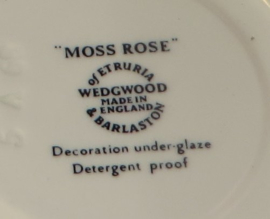 "MOSS ROSE"
of ETRURIA
WEDGWOOD
MADE IN
ENGLAND
& BARLASTON
Decoration under-glaze
Detergent proof